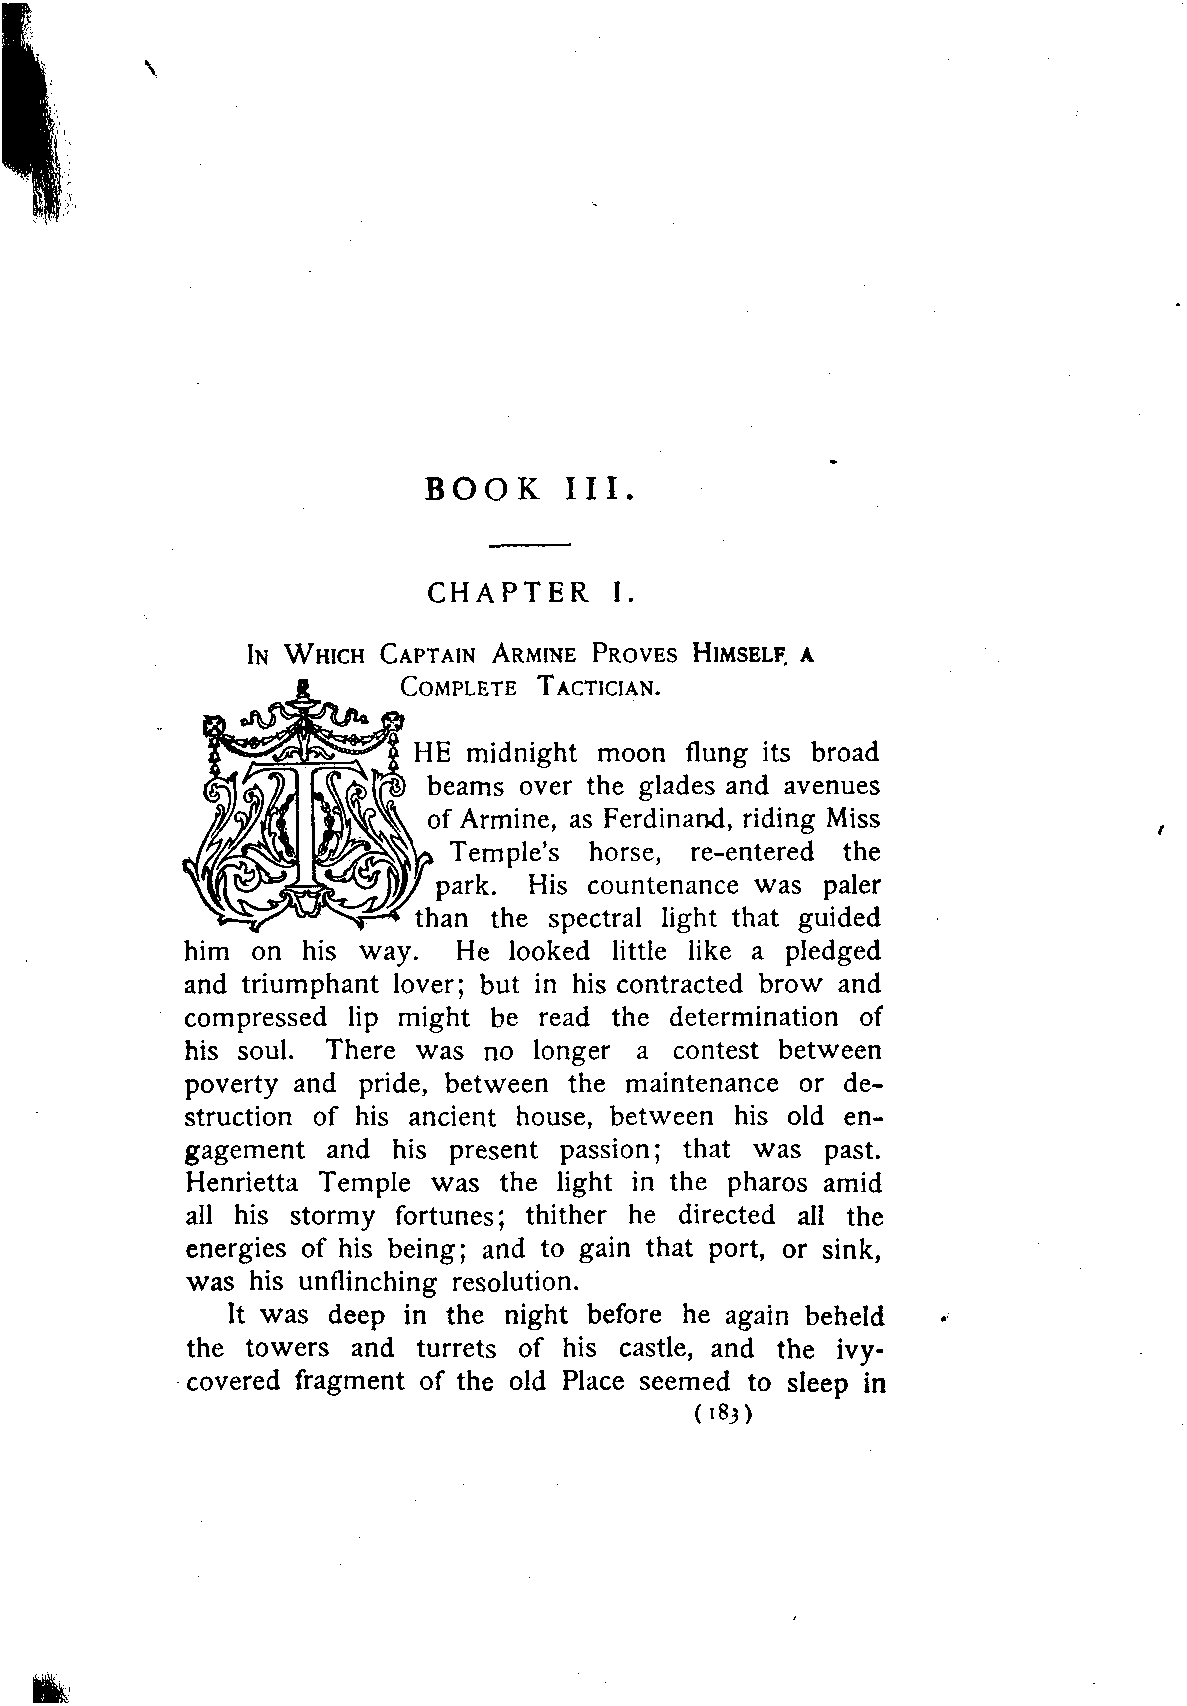 BOOK III.
CHAPTER I.
In Which Captain Armine Proves Himself, a
Complete Tactician.
THE midnight moon flung its broad
beams over the glades and avenues
of Armine, as Ferdinand, riding Miss
Temple's horse, re-entered the
park. His countenance was paler
than the spectral light that guided
him on his way. He looked little like a pledged
and triumphant lover; but in his contracted brow and
compressed lip might be read the determination of
his soul. There was no longer a contest between
poverty and pride, between the maintenance or de-
struction of his ancient house, between his old en-
gagement and his present passion; that was past.
Henrietta Temple was the light in the pharos amid
all his stormy fortunes; thither he directed all the
energies of his being; and to gain that port, or sink,
was his unflinching resolution.
It was deep in the night before he again beheld
the towers and turrets of his castle, and the ivy-
covered fragment of the old Place seemed to sleep in
(183)